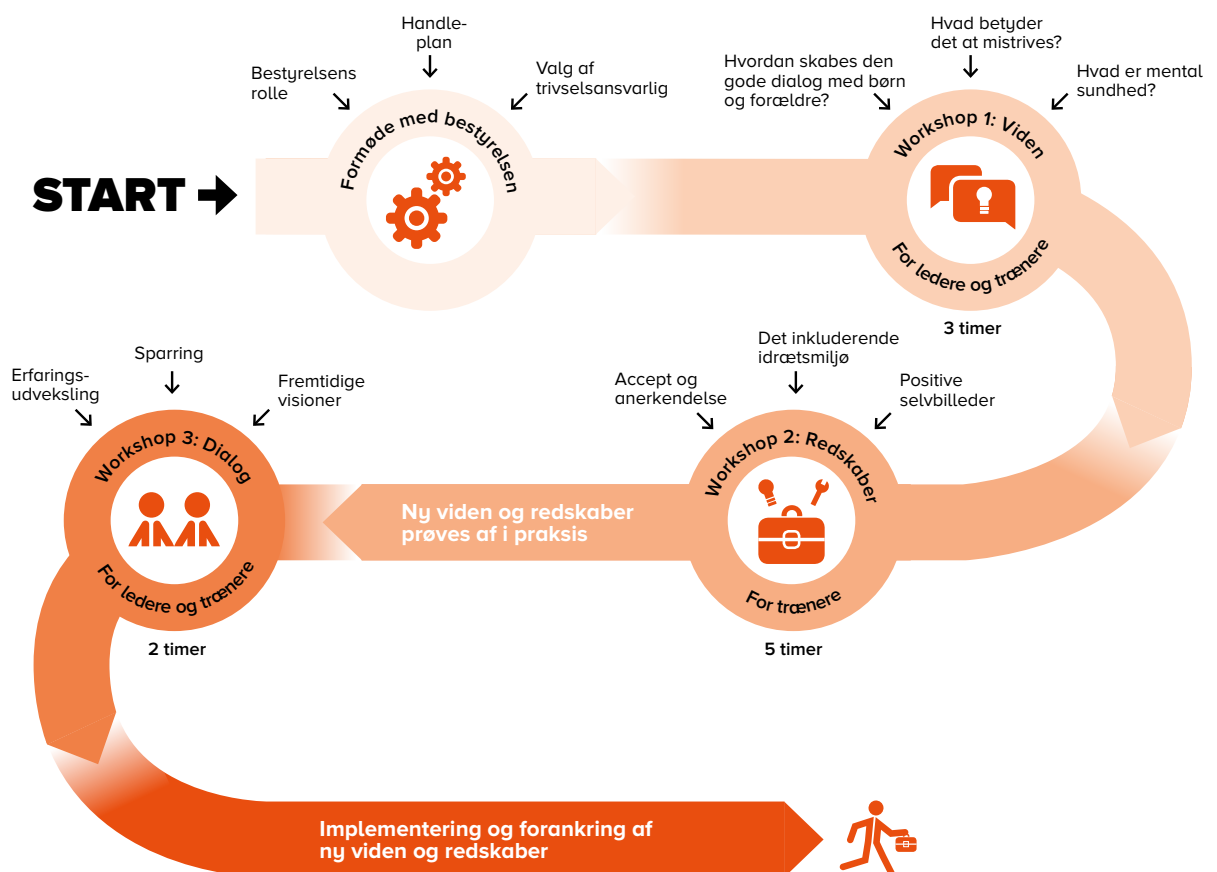 START
Bestyrelsens
rolle
Handle-
plan
Valg af
trivselsansvarlig
Formøde med bestyrelsen
Hvordan skabes den
gode dialog med børn
og forældre?
Hvad betyder
det at mistrives?
Hvad er mental
sundhed?
Workshop 1: Viden
For ledere og trænere
3 timer
Accept og
anerkendelse
Det inkluderende
idrætsmiljø
Positive
selvbilleder
Workshop 2: Redskaber
For trænere
5 timer
Ny viden og redskaber
prøves af i praksis
Erfarings-
udveksling
Sparring
Fremtidige
visioner
Workshop 3: Dialog
For ledere og trænere
2 timer
Implementering og forankring af
ny viden og redskaber